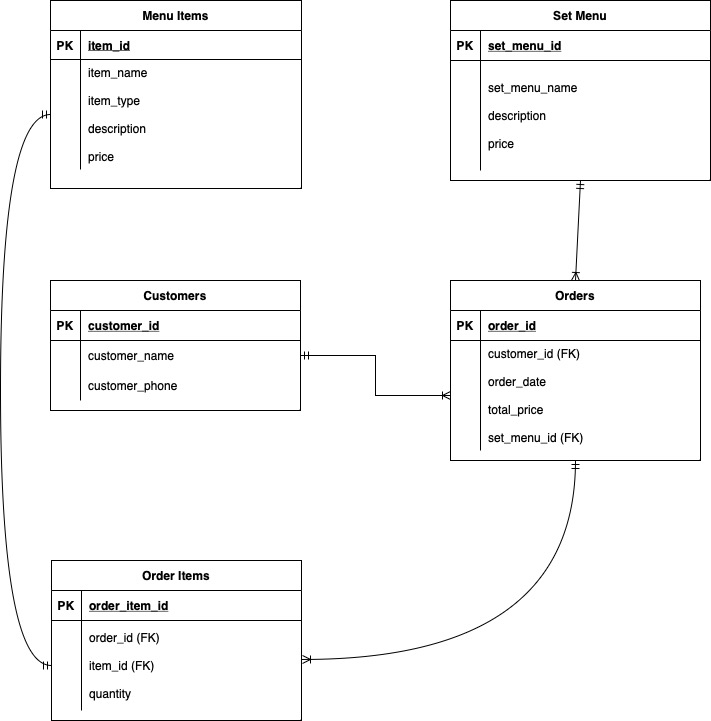 Menu Items
PK item_id
item_name
item_type
description
price
Set Menu
PK set_menu_id
set_menu_name
description
price
Customers
PK customer_id
customer_name
customer_phone
Orders
PK order_id
customer_id (FK)
order_date
total_price
set_menu_id (FK)
Order Items
PK order_item_id
order_id (FK)
item_id (FK)
quantity